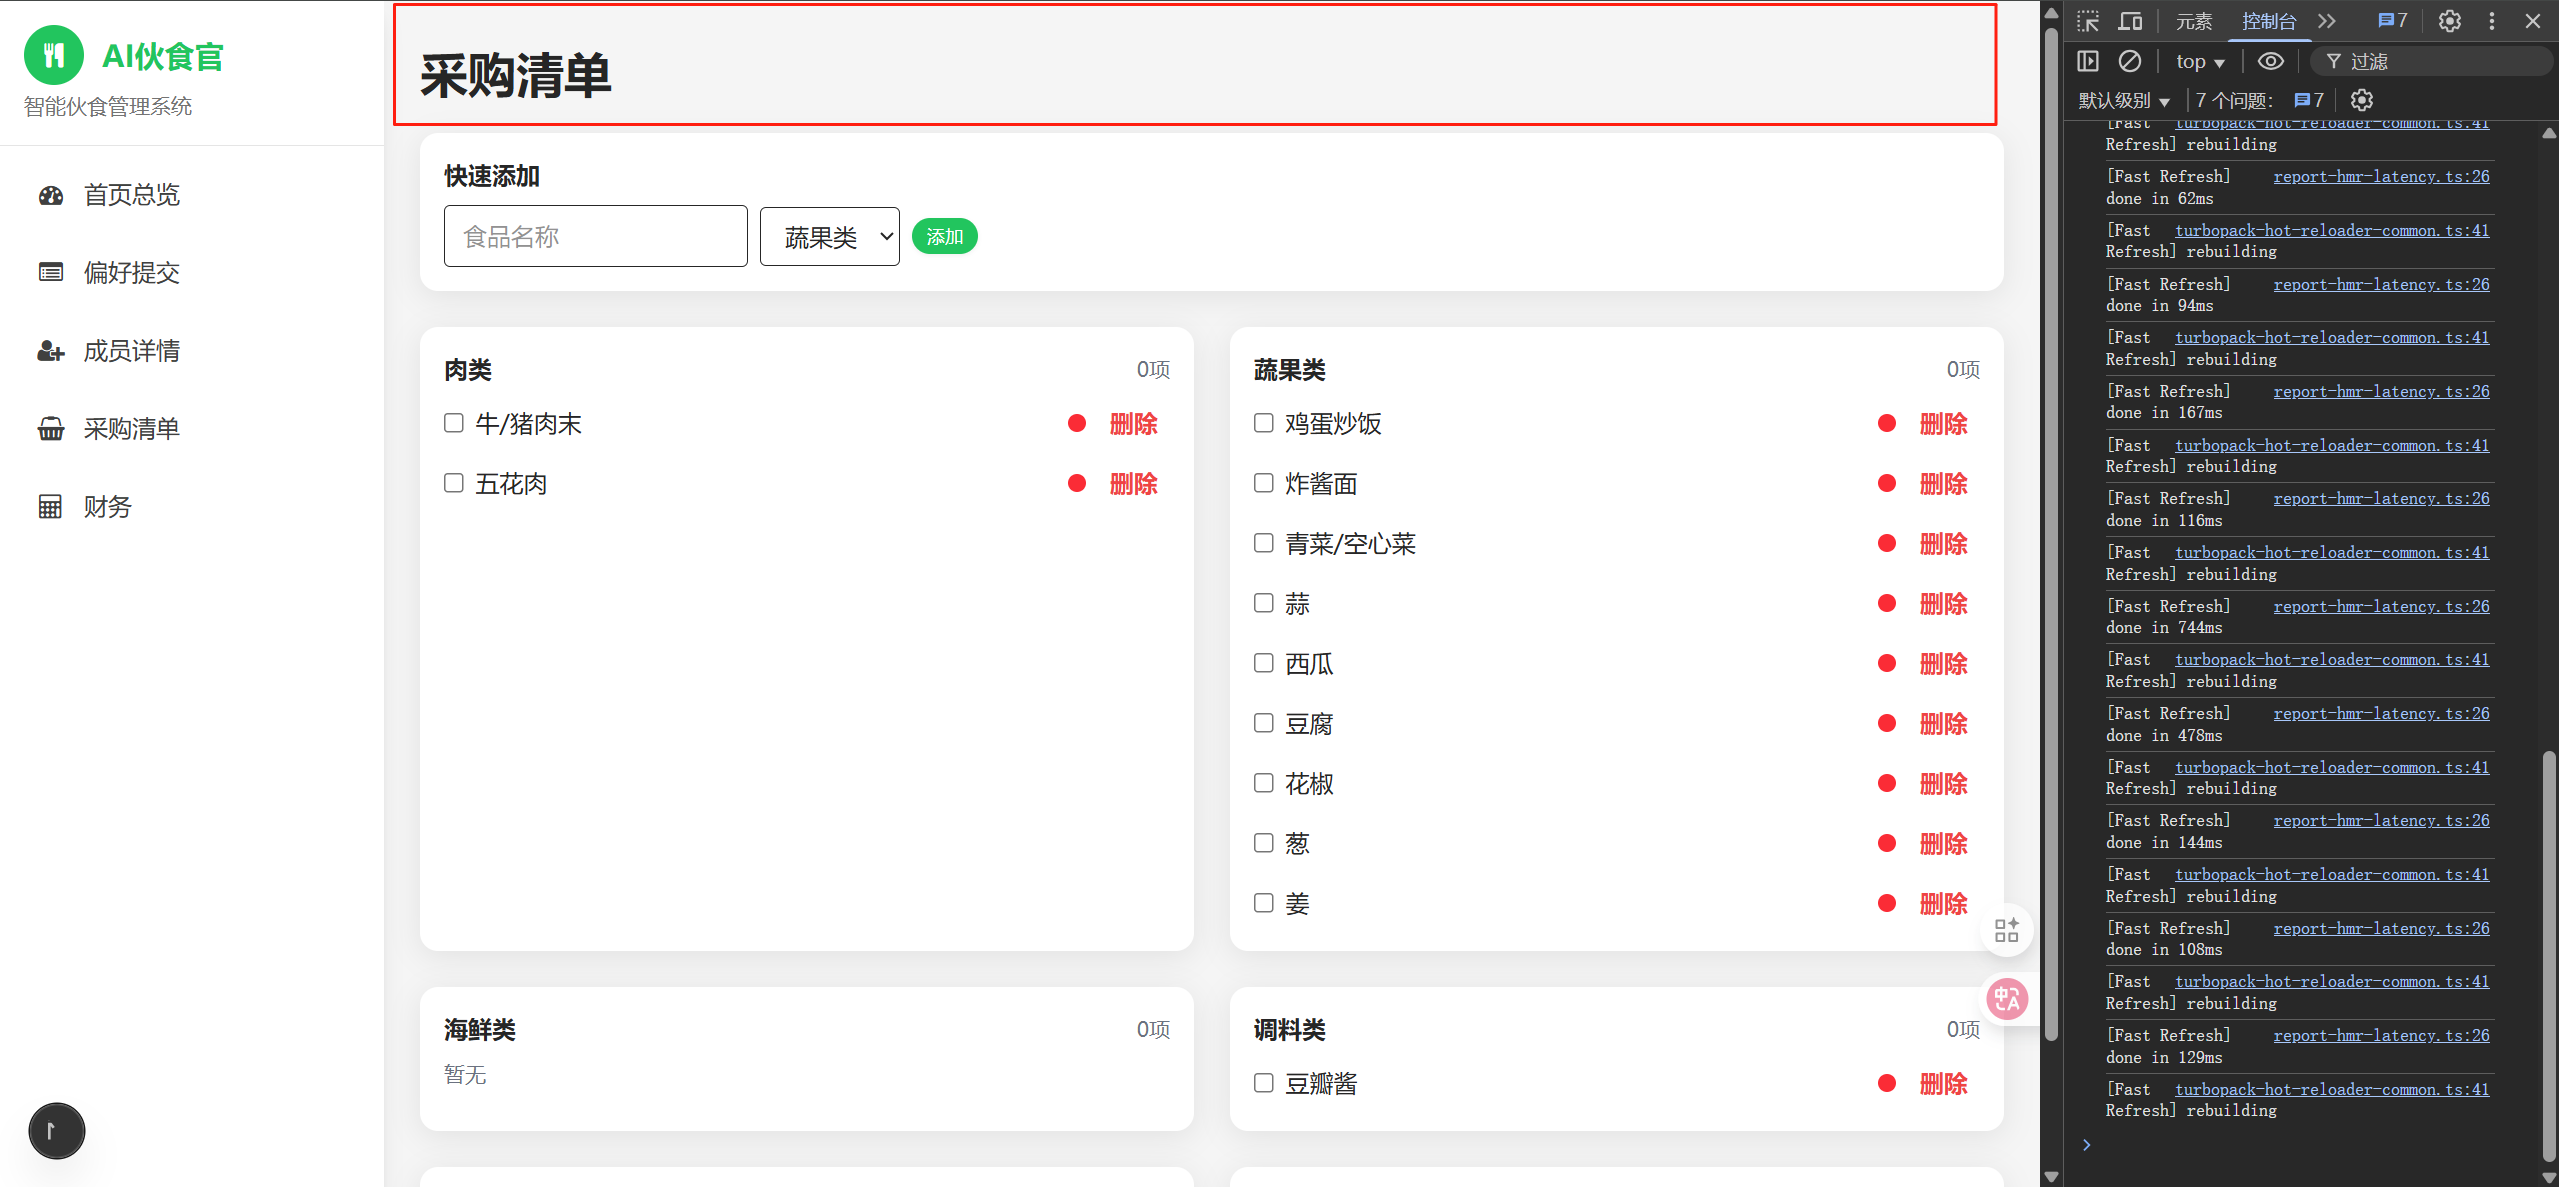 AI伙食官
智能伙食管理系统
首页总览
偏好提交
成员详情
采购清单
财务
采购清单
快速添加
食品名称
蔬果类
添加
肉类
0项
牛/猪肉末
删除
五花肉
删除
蔬果类
0项
鸡蛋炒饭
删除
炸酱面
删除
青菜/空心菜
删除
蒜
删除
西瓜
删除
豆腐
删除
花椒
删除
葱
删除
姜
删除
海鲜类
0项
暂无
调料类
0项
豆瓣酱
删除
中A
元素
控制台
7
top
过滤
默认级别
7 个问题:
7
[Fast turbopack-hot-reloader-common.ts:41
Refresh] rebuilding
[Fast Refresh] report-hmr-latency.ts:26
done in 62ms
[Fast turbopack-hot-reloader-common.ts:41
Refresh] rebuilding
[Fast Refresh] report-hmr-latency.ts:26
done in 94ms
[Fast turbopack-hot-reloader-common.ts:41
Refresh] rebuilding
[Fast Refresh] report-hmr-latency.ts:26
done in 167ms
[Fast turbopack-hot-reloader-common.ts:41
Refresh] rebuilding
[Fast Refresh] report-hmr-latency.ts:26
done in 116ms
[Fast turbopack-hot-reloader-common.ts:41
Refresh] rebuilding
[Fast Refresh] report-hmr-latency.ts:26
done in 744ms
[Fast turbopack-hot-reloader-common.ts:41
Refresh] rebuilding
[Fast Refresh] report-hmr-latency.ts:26
done in 478ms
[Fast turbopack-hot-reloader-common.ts:41
Refresh] rebuilding
[Fast Refresh] report-hmr-latency.ts:26
done in 144ms
[Fast turbopack-hot-reloader-common.ts:41
Refresh] rebuilding
[Fast Refresh] report-hmr-latency.ts:26
done in 108ms
[Fast turbopack-hot-reloader-common.ts:41
Refresh] rebuilding
[Fast Refresh] report-hmr-latency.ts:26
done in 129ms
[Fast turbopack-hot-reloader-common.ts:41
Refresh] rebuilding